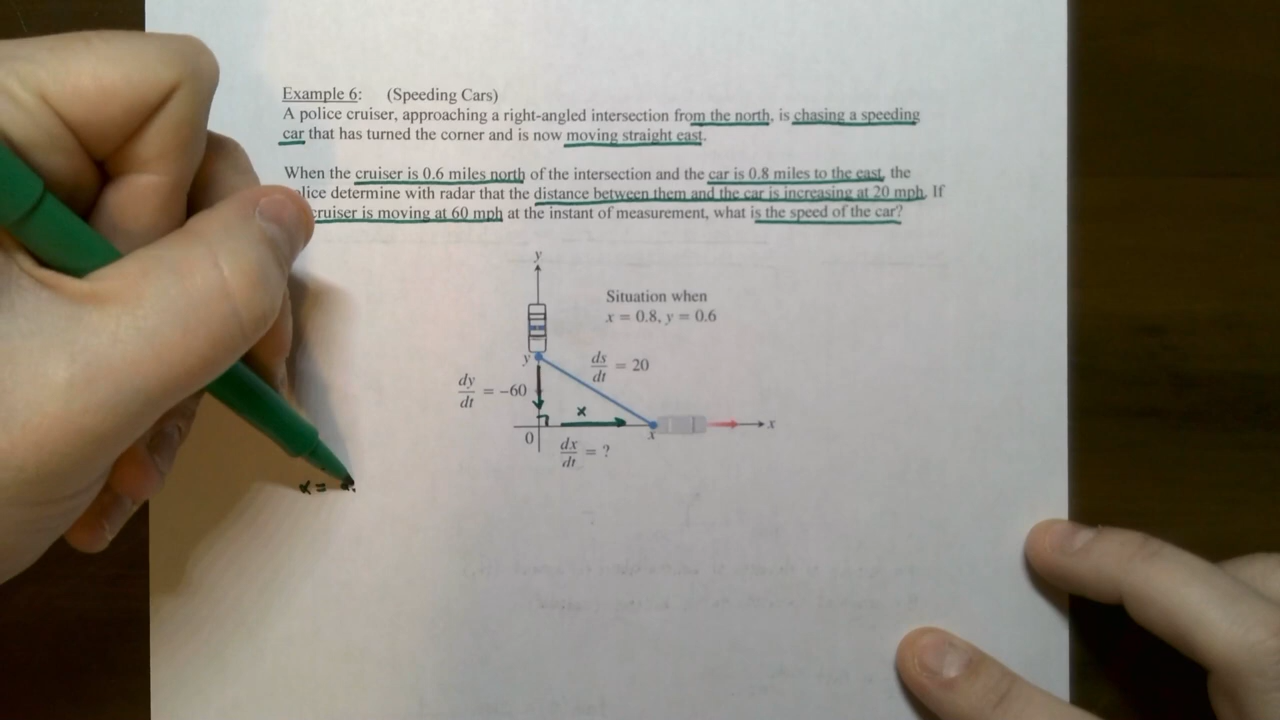 Example 6: (Speeding Cars)
A police cruiser, approaching a right-angled intersection from the north, is chasing a speeding
car that has turned the corner and is now moving straight east.
When the cruiser is 0.6 miles north of the intersection and the car is 0.8 miles to the east, the
lice determine with radar that the distance between them and the car is increasing at 20 mph. If
cruiser is moving at 60 mph at the instant of measurement, what is the speed of the car?
y
Situation when
x = 0.8, y = 0.6
y
ds/dt = 20
dy/dt = -60
x
0
x
x
dx/dt = ?
x =